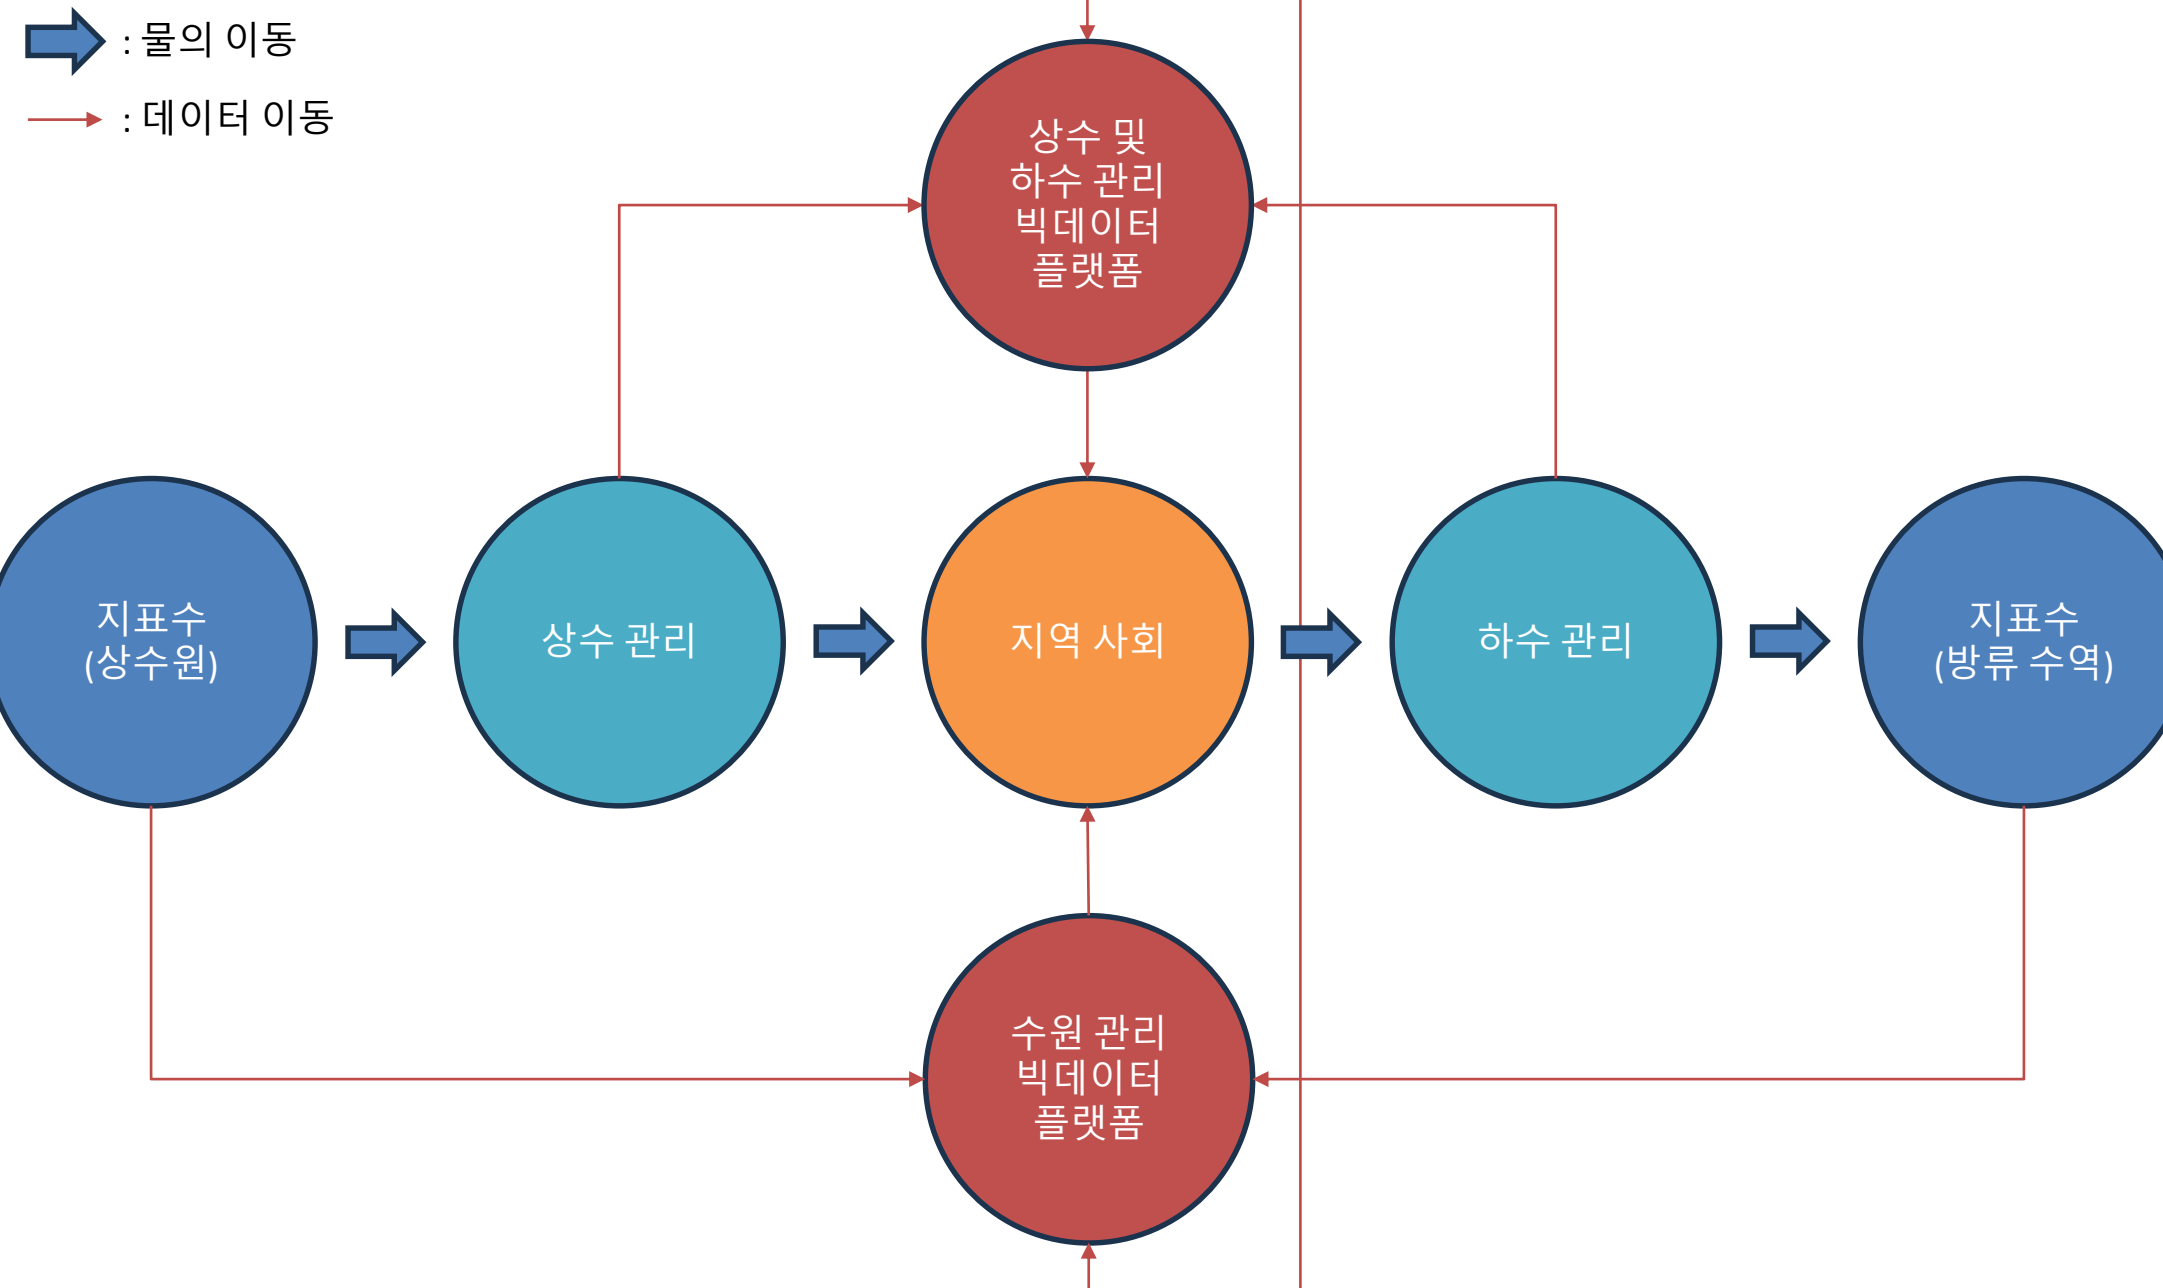 : 물의 이동
: 데이터 이동
상수 및
하수 관리
빅데이터
플랫폼
지표수
(상수원)
상수 관리
지역 사회
하수 관리
지표수
(방류 수역)
수원 관리
빅데이터
플랫폼